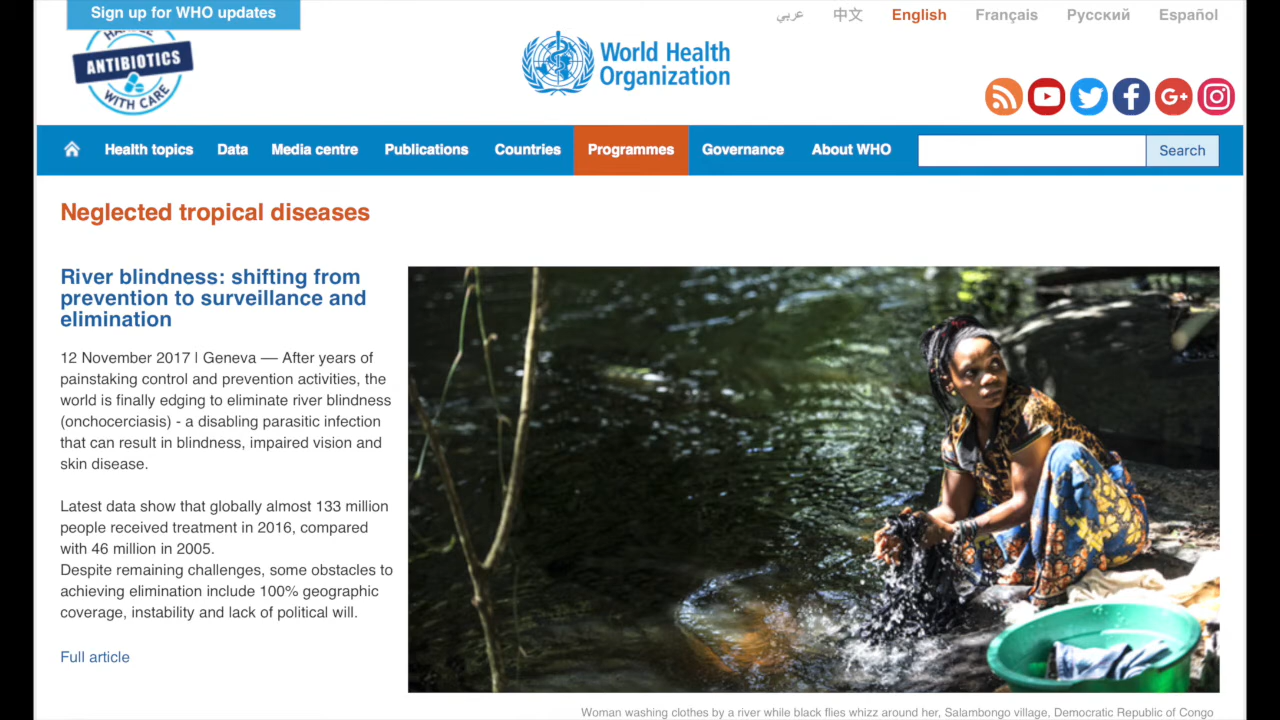 Sign up for WHO updates
عربي
中文
English
Français
Русский
Español
HANDLE
ANTIBIOTICS
WITH CARE
World Health
Organization
Health topics
Data
Media centre
Publications
Countries
Programmes
Governance
About WHO
Search
Neglected tropical diseases
River blindness: shifting from
prevention to surveillance and
elimination
12 November 2017 | Geneva –– After years of
painstaking control and prevention activities, the
world is finally edging to eliminate river blindness
(onchocerciasis) - a disabling parasitic infection
that can result in blindness, impaired vision and
skin disease.
Latest data show that globally almost 133 million
people received treatment in 2016, compared
with 46 million in 2005.
Despite remaining challenges, some obstacles to
achieving elimination include 100% geographic
coverage, instability and lack of political will.
Full article
Woman washing clothes by a river while black flies whizz around her, Salambongo village, Democratic Republic of Congo